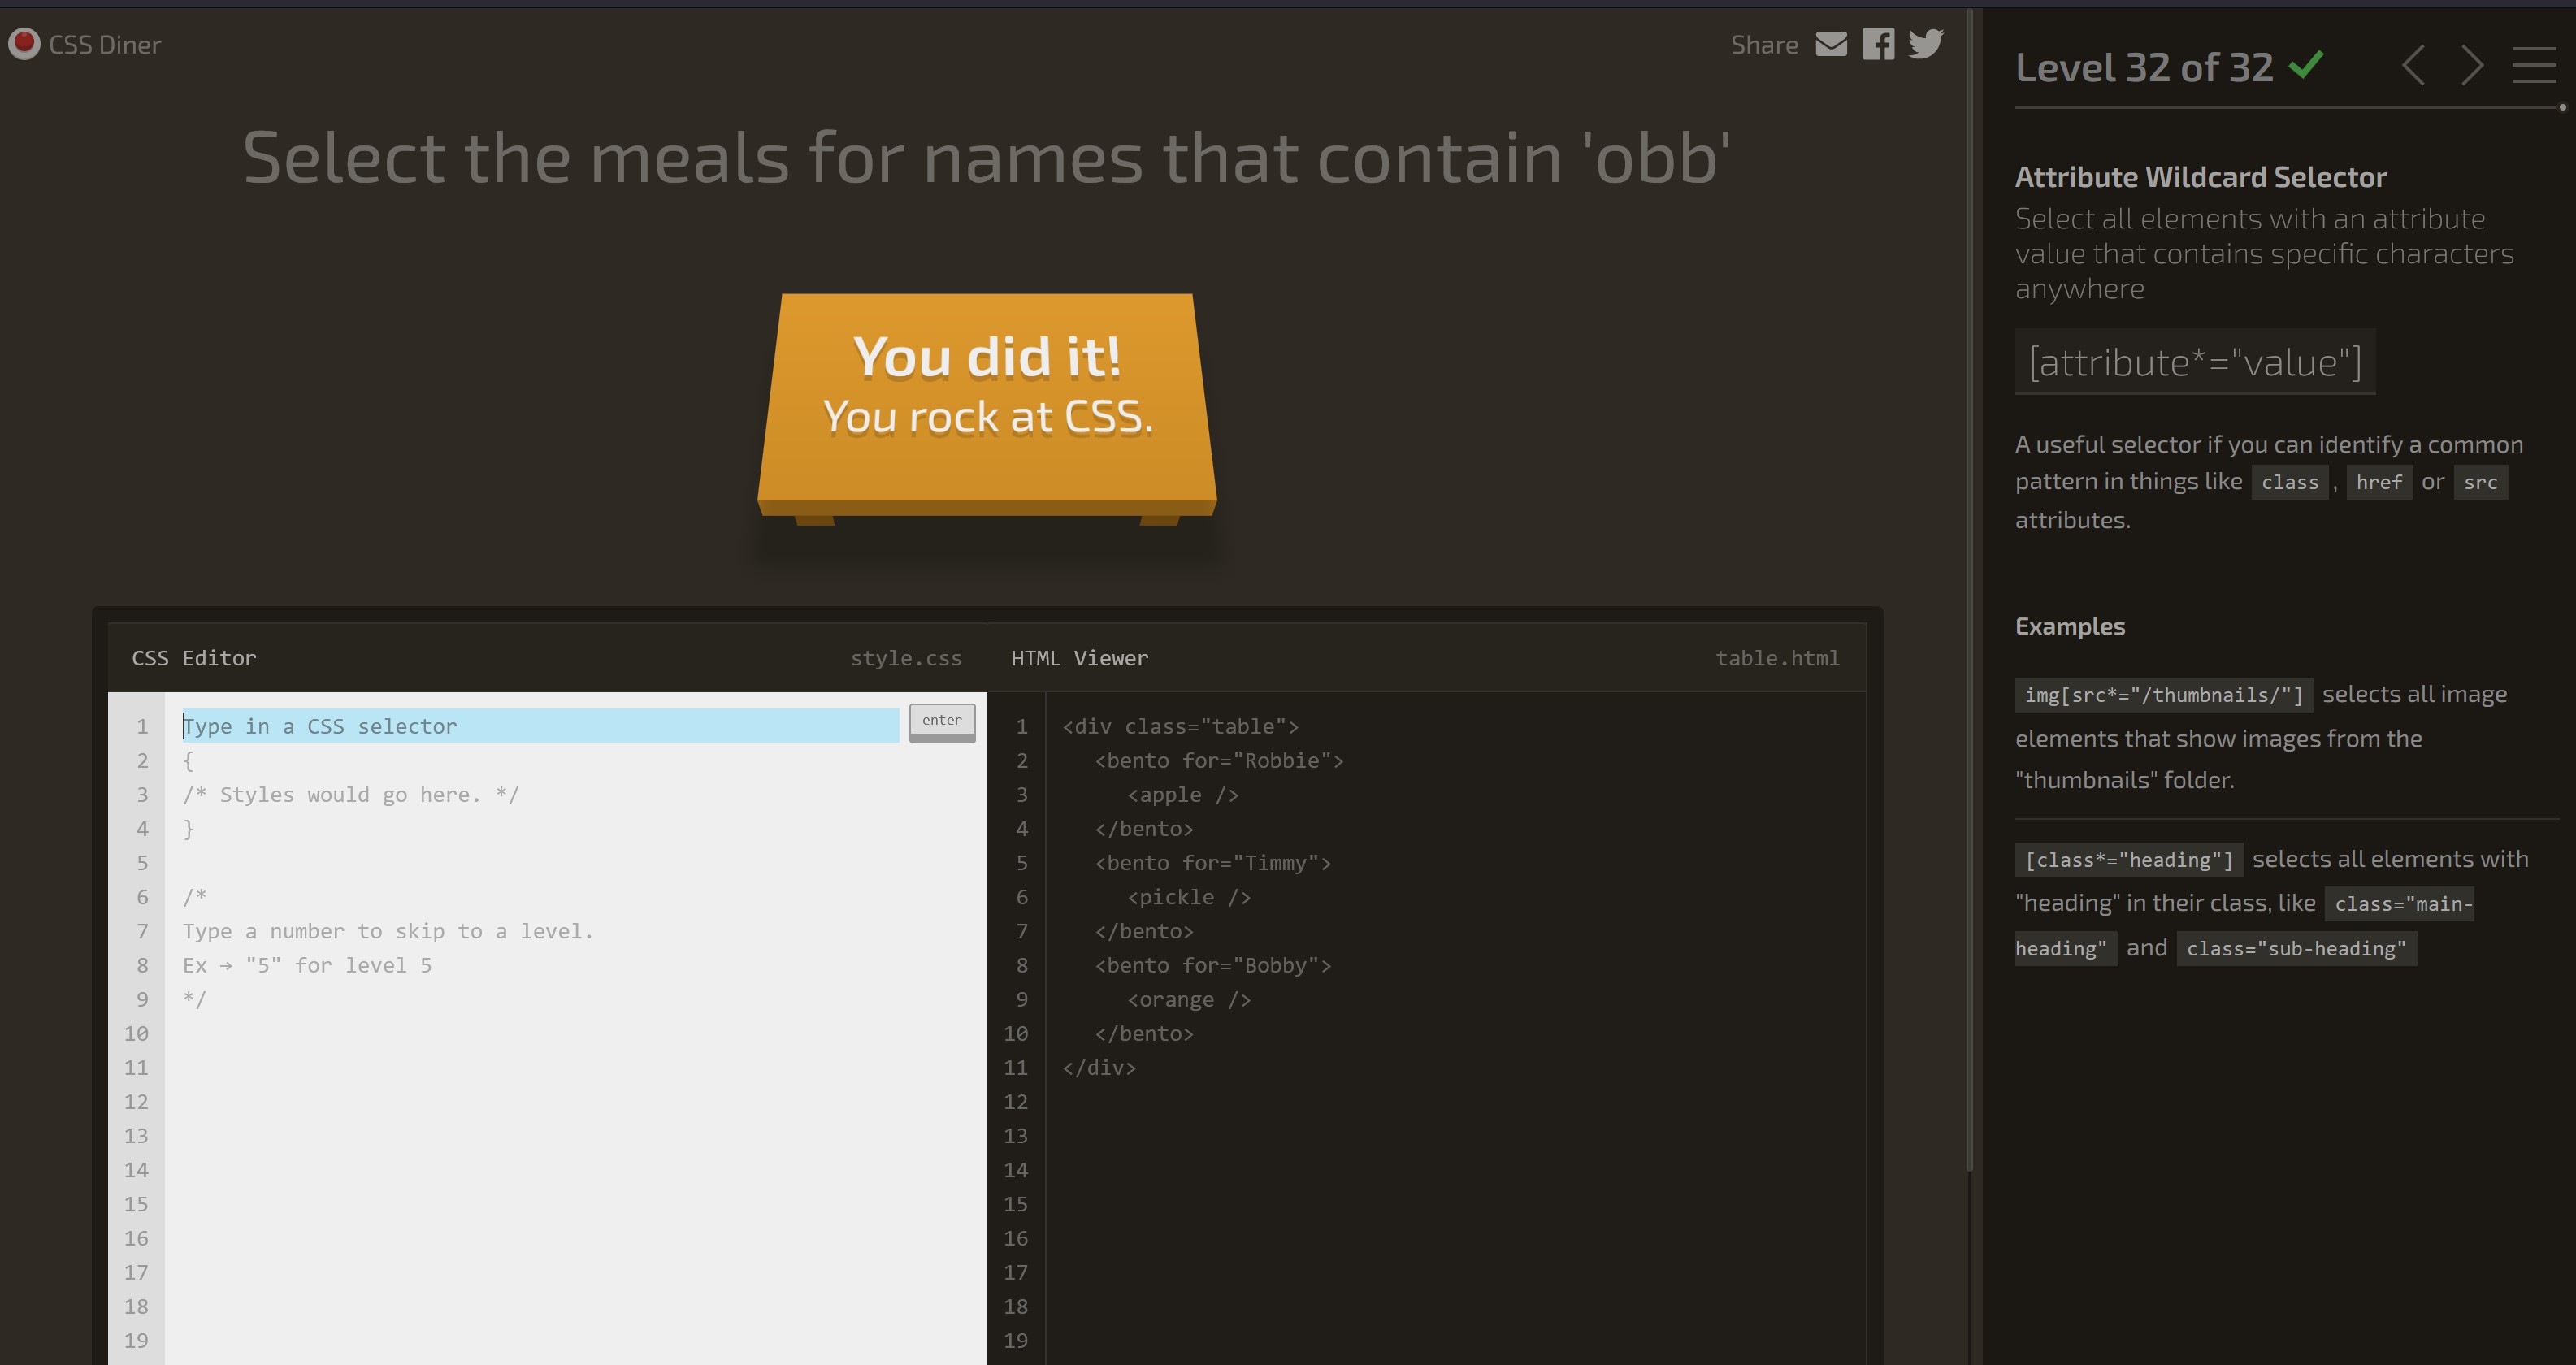 CSS Diner
Share
Select the meals for names that contain 'obb'
You did it!
You rock at CSS.
CSS Editor
style.css
1 Type in a CSS selector
enter
2 {
3 /* Styles would go here. */
4 }
5
6 /*
7 Type a number to skip to a level.
8 Ex → "5" for level 5
9 */
10
11
12
13
14
15
16
17
18
19
HTML Viewer
table.html
1 <div class="table">
2 <bento for="Robbie">
3 <apple />
4 </bento>
5 <bento for="Timmy">
6 <pickle />
7 </bento>
8 <bento for="Bobby">
9 <orange />
10 </bento>
11 </div>
12
13
14
15
16
17
18
19
Level 32 of 32
Attribute Wildcard Selector
Select all elements with an attribute
value that contains specific characters
anywhere
[attribute*="value"]
A useful selector if you can identify a common
pattern in things like class , href or src
attributes.
Examples
img[src*="/thumbnails/"] selects all image
elements that show images from the
"thumbnails" folder.
[class*="heading"] selects all elements with
"heading" in their class, like class="main-
heading" and class="sub-heading"